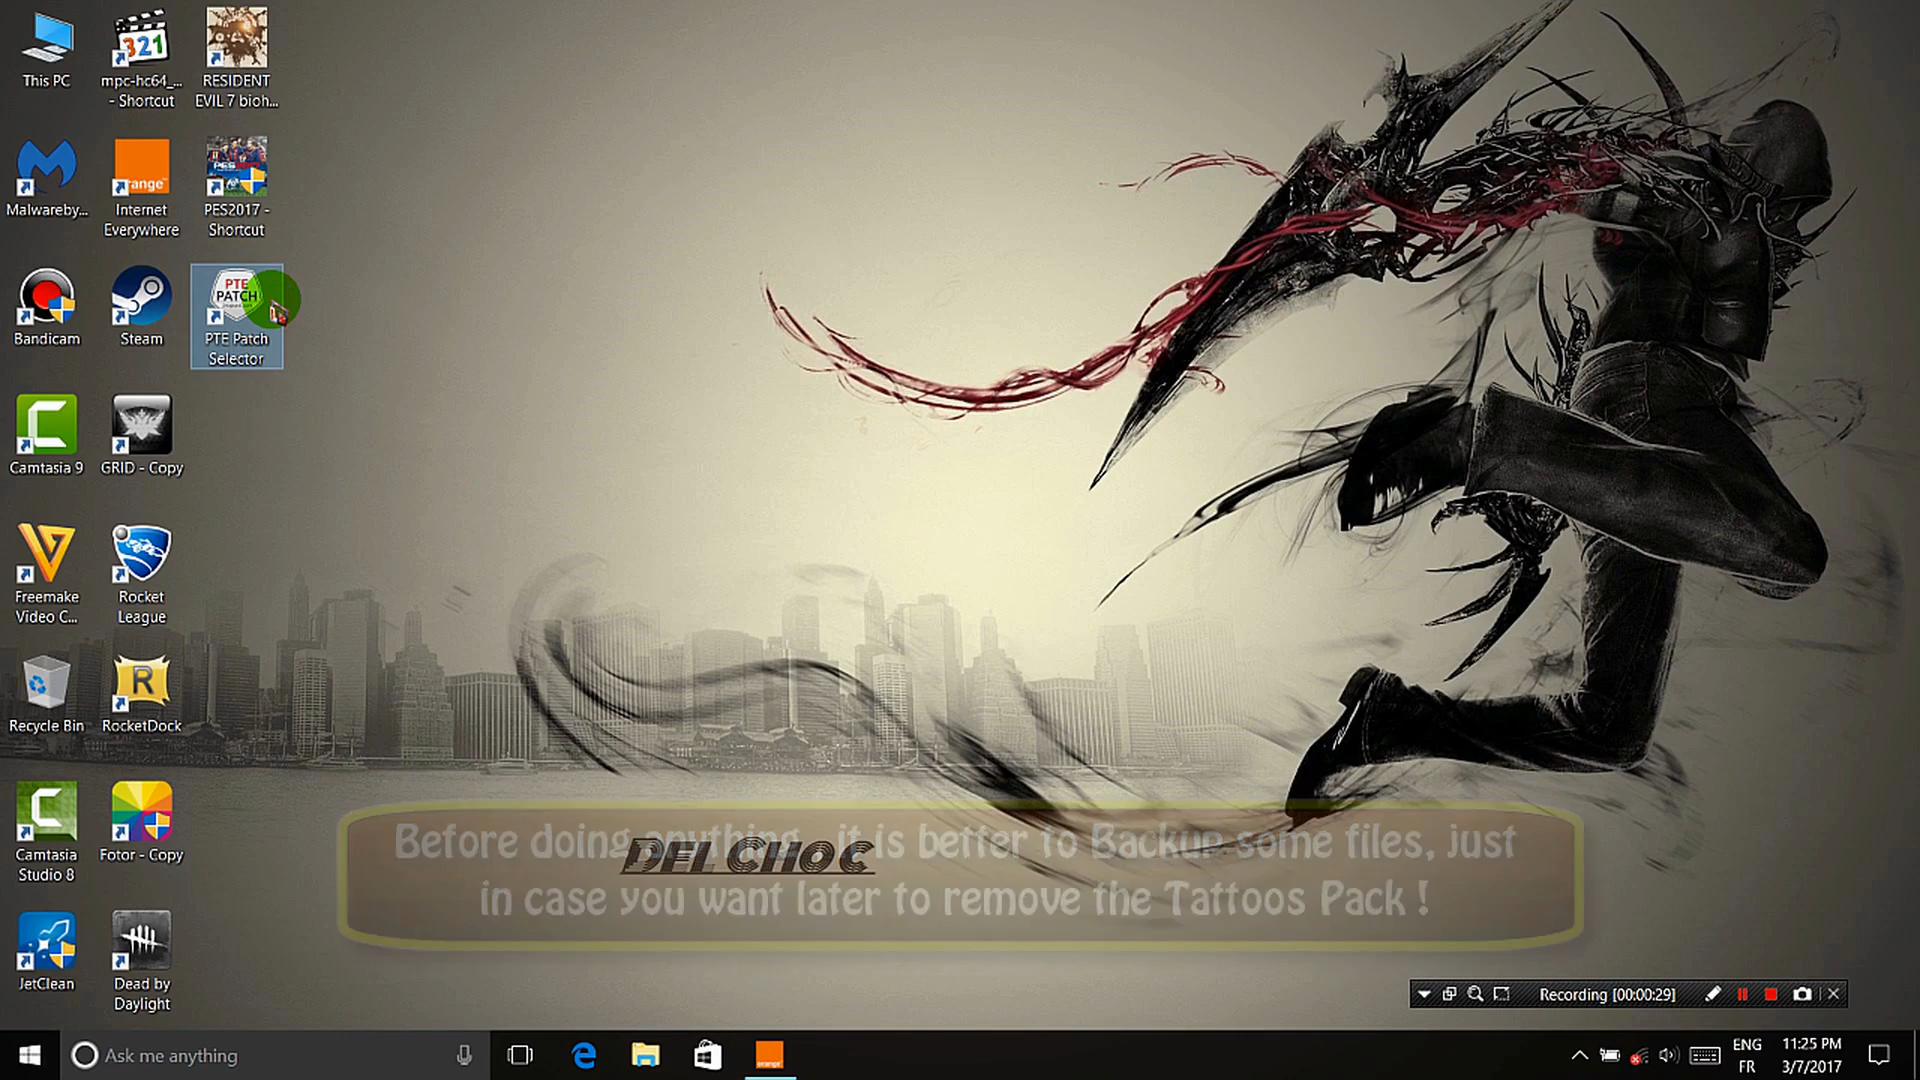 This PC
mpc-hc64_...
- Shortcut
321
RESIDENT
EVIL 7 bioh...
Malwareby...
orange
Internet
Everywhere
PES2017 -
Shortcut
Bandicam
Steam
PTE
PATCH
PTE Patch
Selector
Camtasia 9
GRID - Copy
Freemake
Video C...
Rocket
League
Recycle Bin
R
RocketDock
Camtasia
Studio 8
Fotor - Copy
JetClean
Dead by
Daylight
Before doing anything, it is better to Backup some files, just
in case you want later to remove the Tattoos Pack !
Del Choc
Recording [00:00:29]
Ask me anything
orange
ENG
FR
11:25 PM
3/7/2017